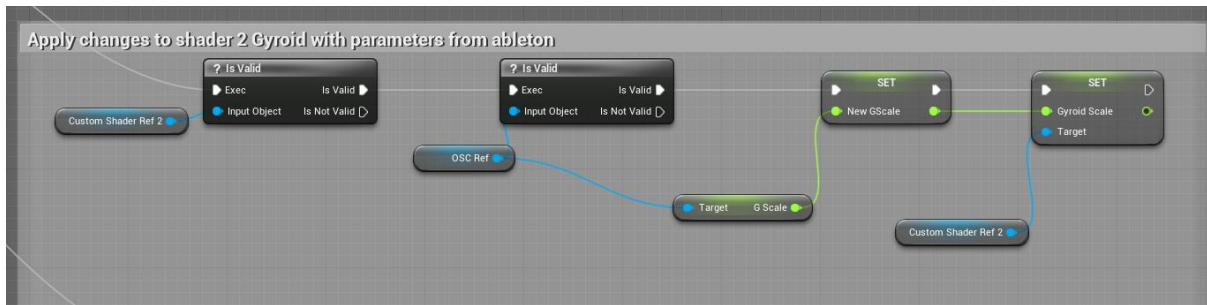 Apply changes to shader 2 Gyroid with parameters from ableton
? Is Valid
Exec Is Valid
Input Object Is Not Valid
Custom Shader Ref 2
? Is Valid
Exec Is Valid
Input Object Is Not Valid
OSC Ref
Target G Scale
SET
New GScale
SET
Gyroid Scale
Target
Custom Shader Ref 2